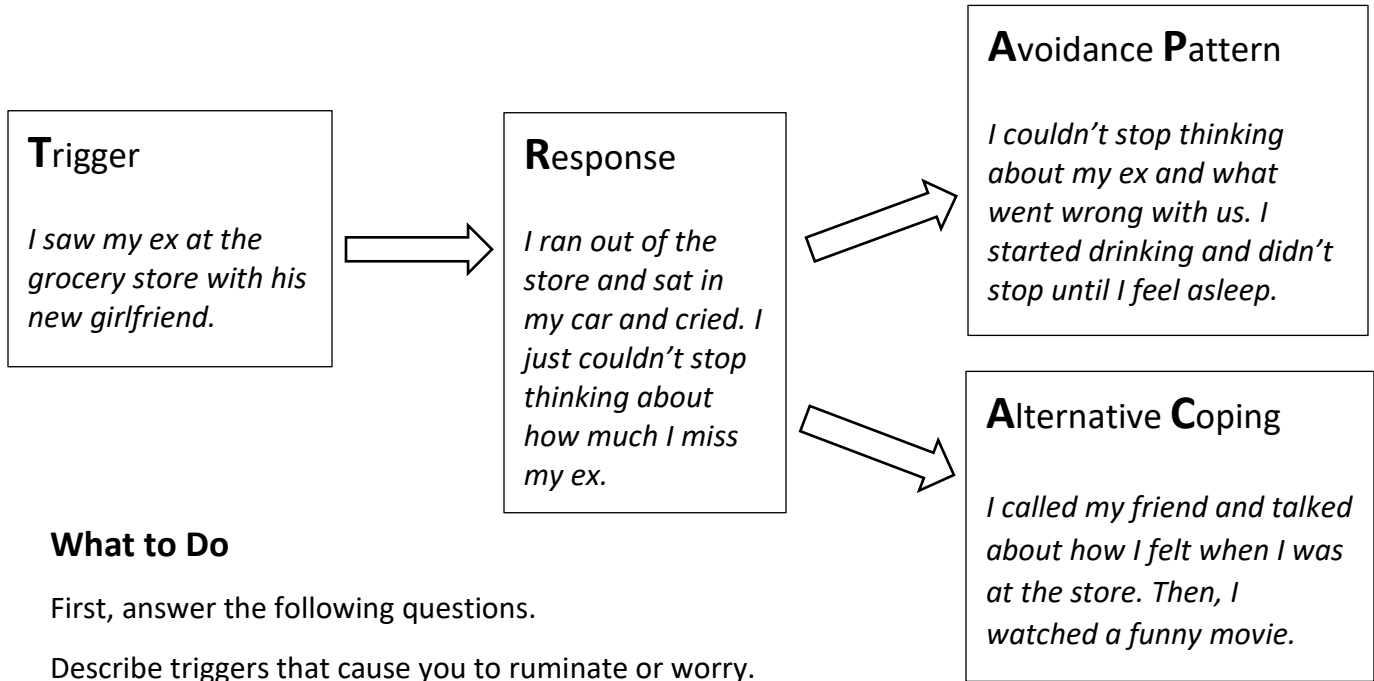 Trigger
I saw my ex at the
grocery store with his
new girlfriend.
Response
I ran out of the
store and sat in
my car and cried. I
just couldn't stop
thinking about
how much I miss
my ex.
Avoidance Pattern
I couldn't stop thinking
about my ex and what
went wrong with us. I
started drinking and didn't
stop until I feel asleep.
Alternative Coping
I called my friend and talked
about how I felt when I was
at the store. Then, I
watched a funny movie.
What to Do
First, answer the following questions.
Describe triggers that cause you to ruminate or worry.